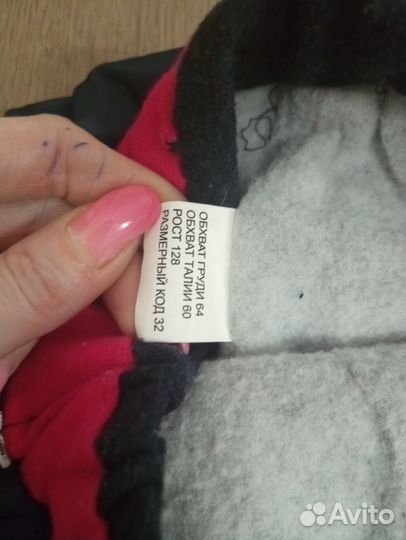 ОБХВАТ ГРУДИ 64
ОБХВАТ ТАЛИИ 60
РОСТ 128
РАЗМЕРНЫЙ КОД 32
Avito